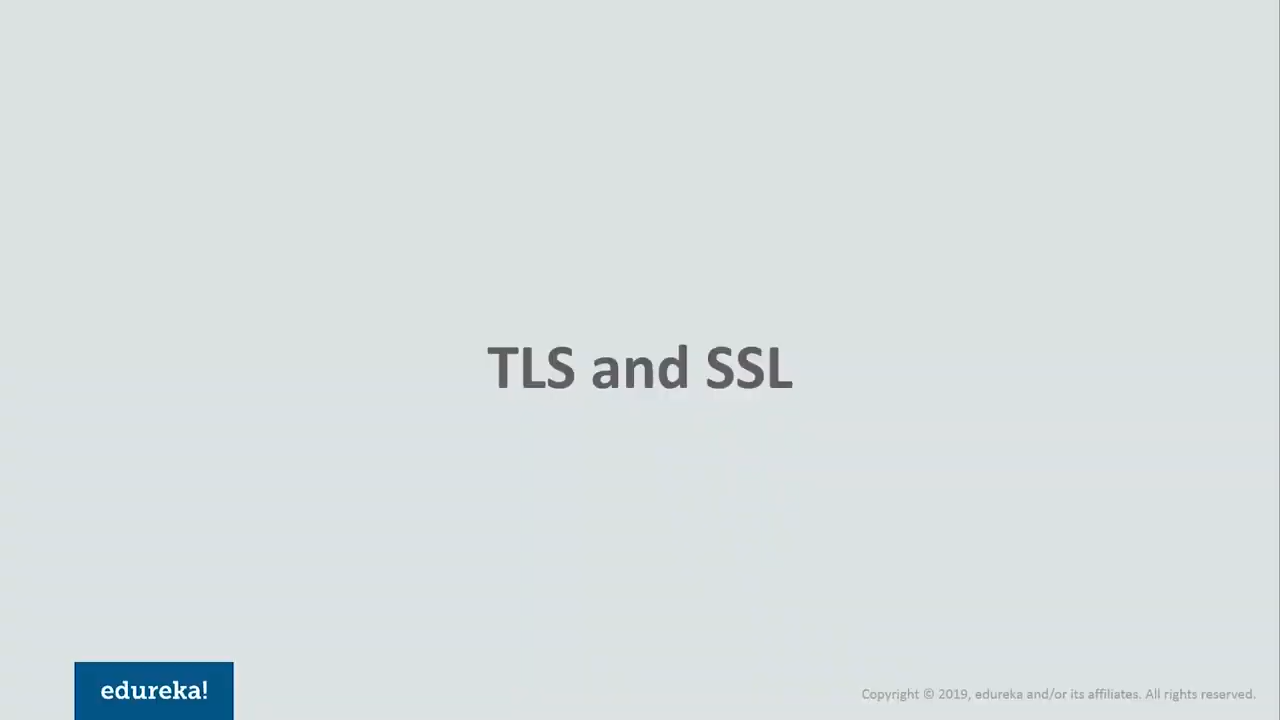 TLS and SSL
edureka!
Copyright © 2019, edureka and/or its affiliates. All rights reserved.